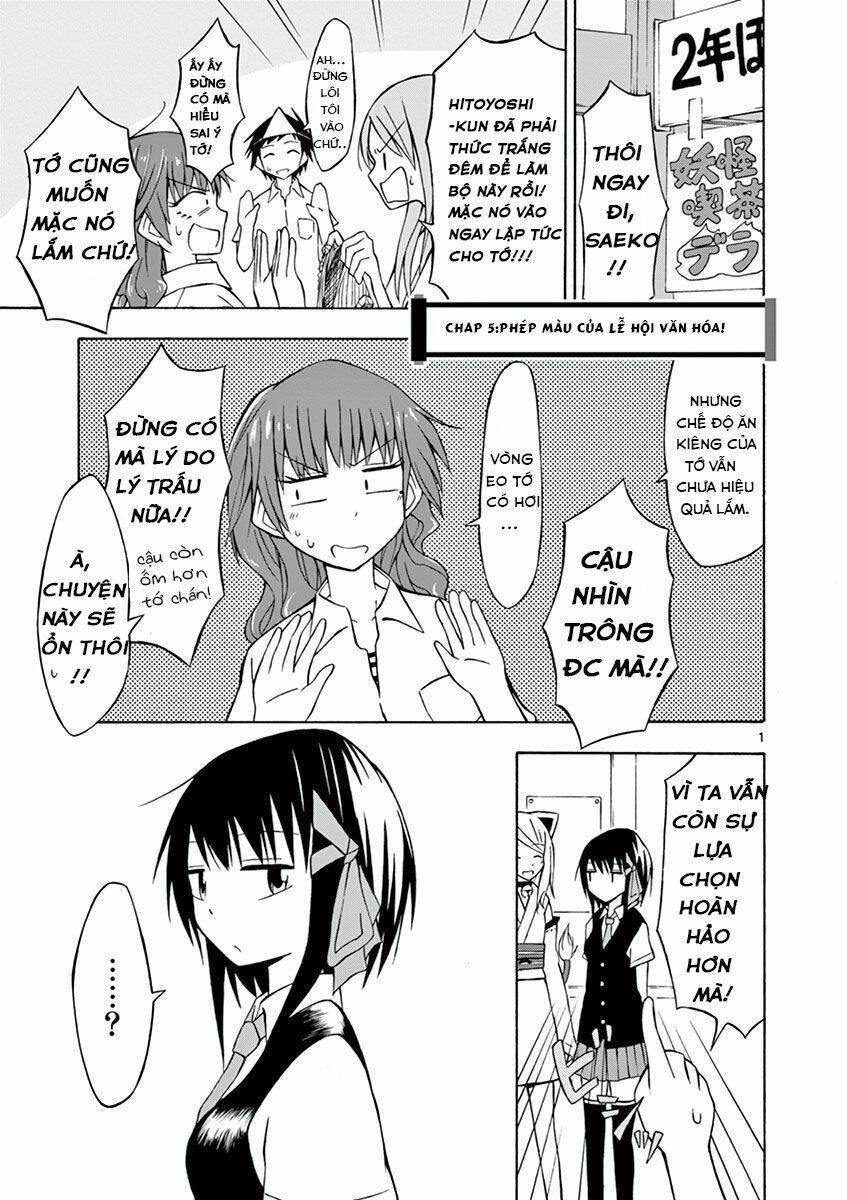 2年ほ
妖怪
喫茶
デラ
THÔI
NGAY
ĐI,
SAEKO
!!
HITOYOSHI
-KUN ĐÃ PHẢI
THỨC TRẮNG
ĐÊM ĐỂ LÀM
BỘ NÀY RỒI!
MẶC NÓ VÀO
NGAY LẬP TỨC
CHO TỚ!!!
AH...
ĐỪNG
LÔI
TÔI
VÀO
CHỨ..
ẤY ẤY
ĐỪNG
CÓ MÀ
HIỂU
SAI Ý
TỚ!
TỚ CŨNG
MUỐN
MẶC NÓ
LẮM CHỨ!
CHAP 5:PHÉP MÀU CỦA LỄ HỘI VĂN HÓA!
NHƯNG
CHẾ ĐỘ ĂN
KIÊNG CỦA
TỚ VẪN
CHƯA HIỆU
QUẢ LẮM.
VÒNG
EO TỚ
CÓ HƠI
...
CẬU
NHÌN
TRÔNG
ĐC MÀ!!
ĐỪNG CÓ
MÀ LÝ DO
LÝ TRẤU
NỮA!!
cậu còn
ốm hơn
tớ chán!
À,
CHUYỆN
NÀY SẼ
ỔN THÔI
!!
1
VÌ TA VẪN
CÒN SỰ
LỰA
CHỌN
HOÀN
HẢO
HƠN
MÀ!
......?